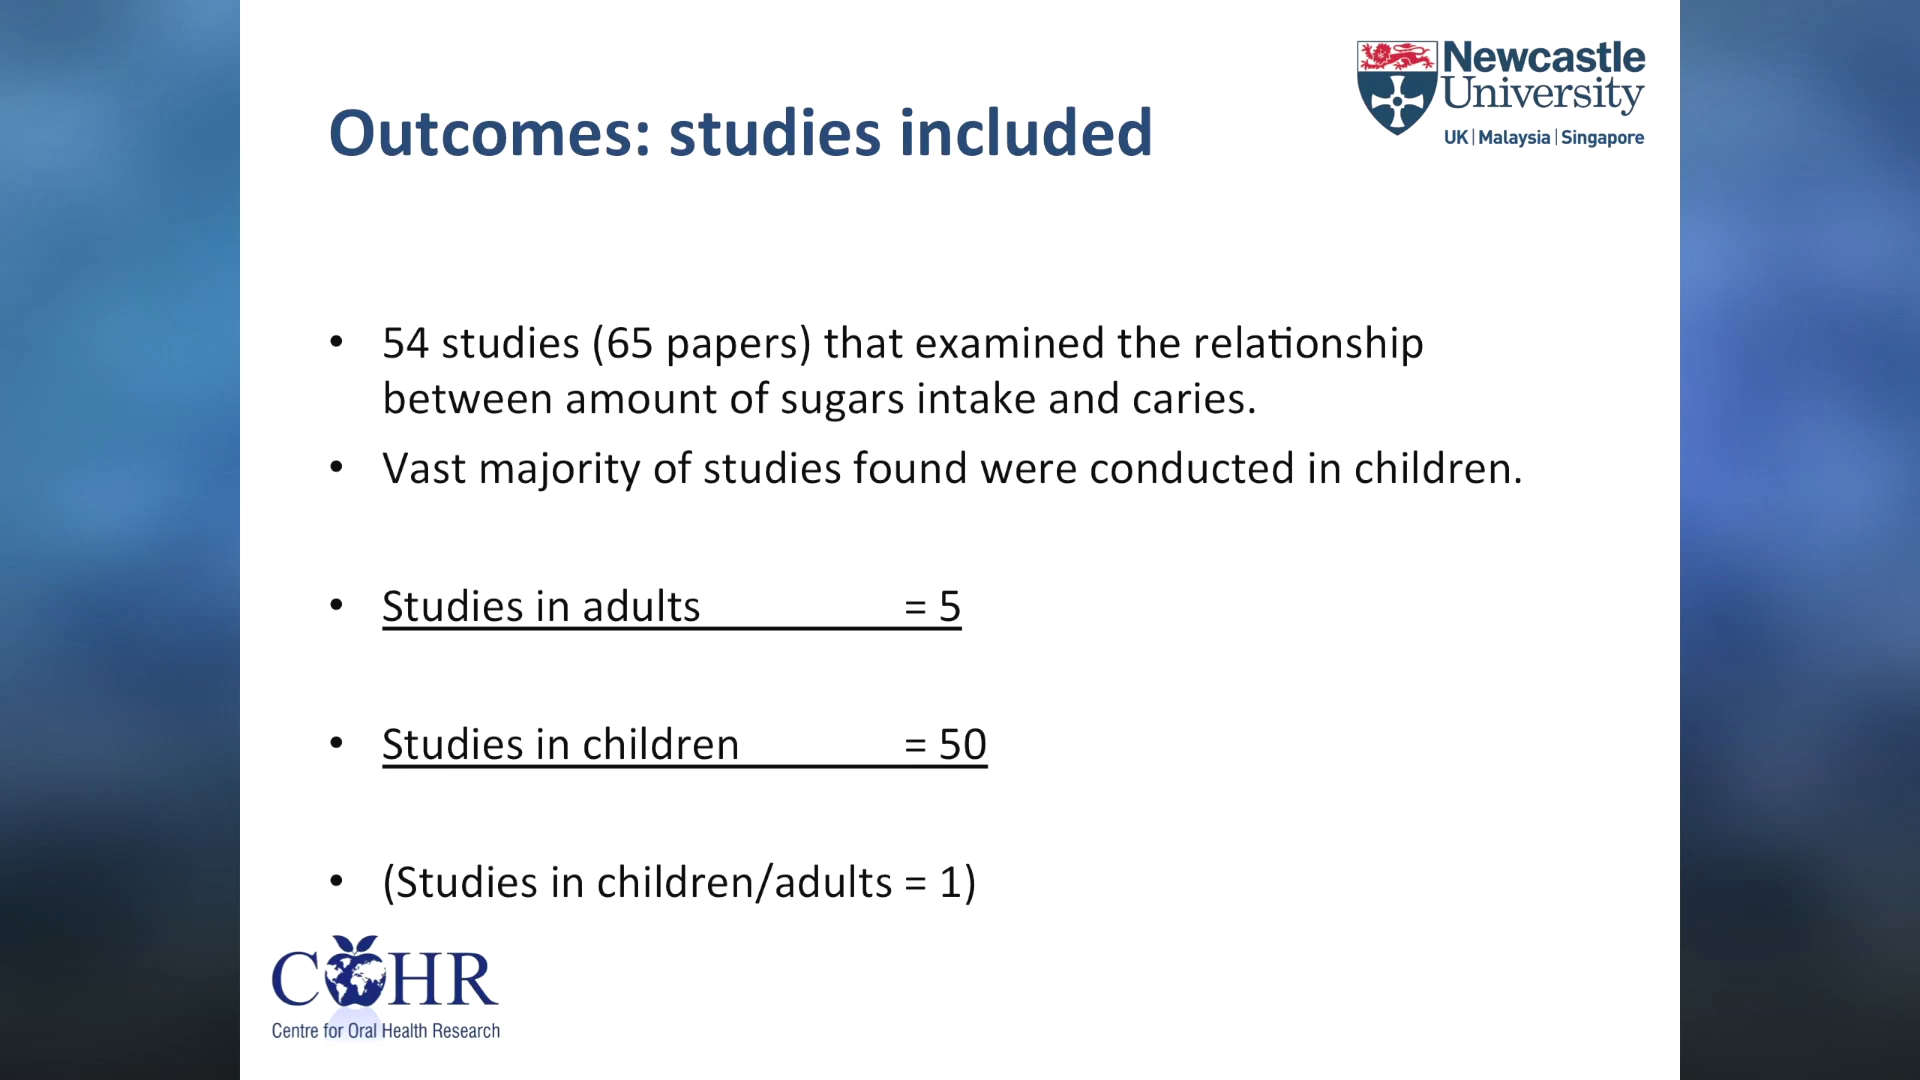 Newcastle
University
UK | Malaysia | Singapore
Outcomes: studies included
• 54 studies (65 papers) that examined the relationship
between amount of sugars intake and caries.
• Vast majority of studies found were conducted in children.
• Studies in adults = 5
• Studies in children = 50
• (Studies in children/adults = 1)
COHR
Centre for Oral Health Research